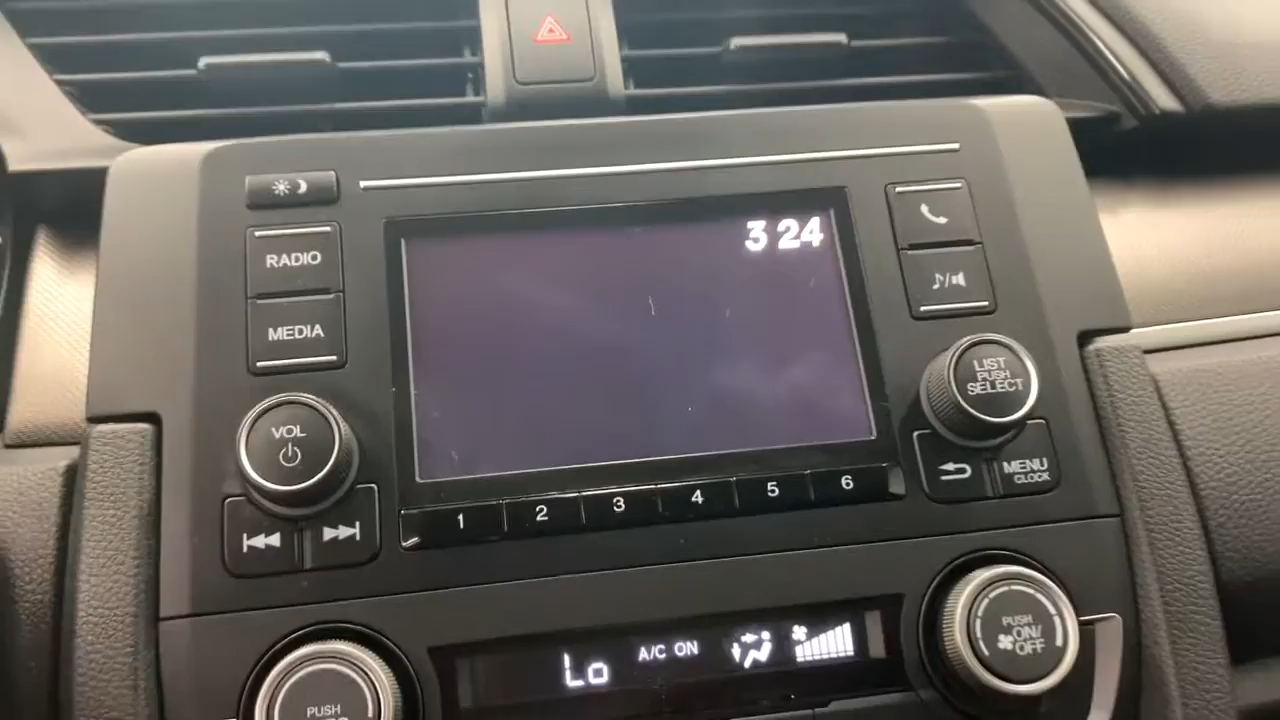 3 24
RADIO
MEDIA
VOL
LIST
PUSH
SELECT
MENU
CLOCK
1 2 3 4 5 6
Lo A/C ON
PUSH
ON/
OFF
PUSH